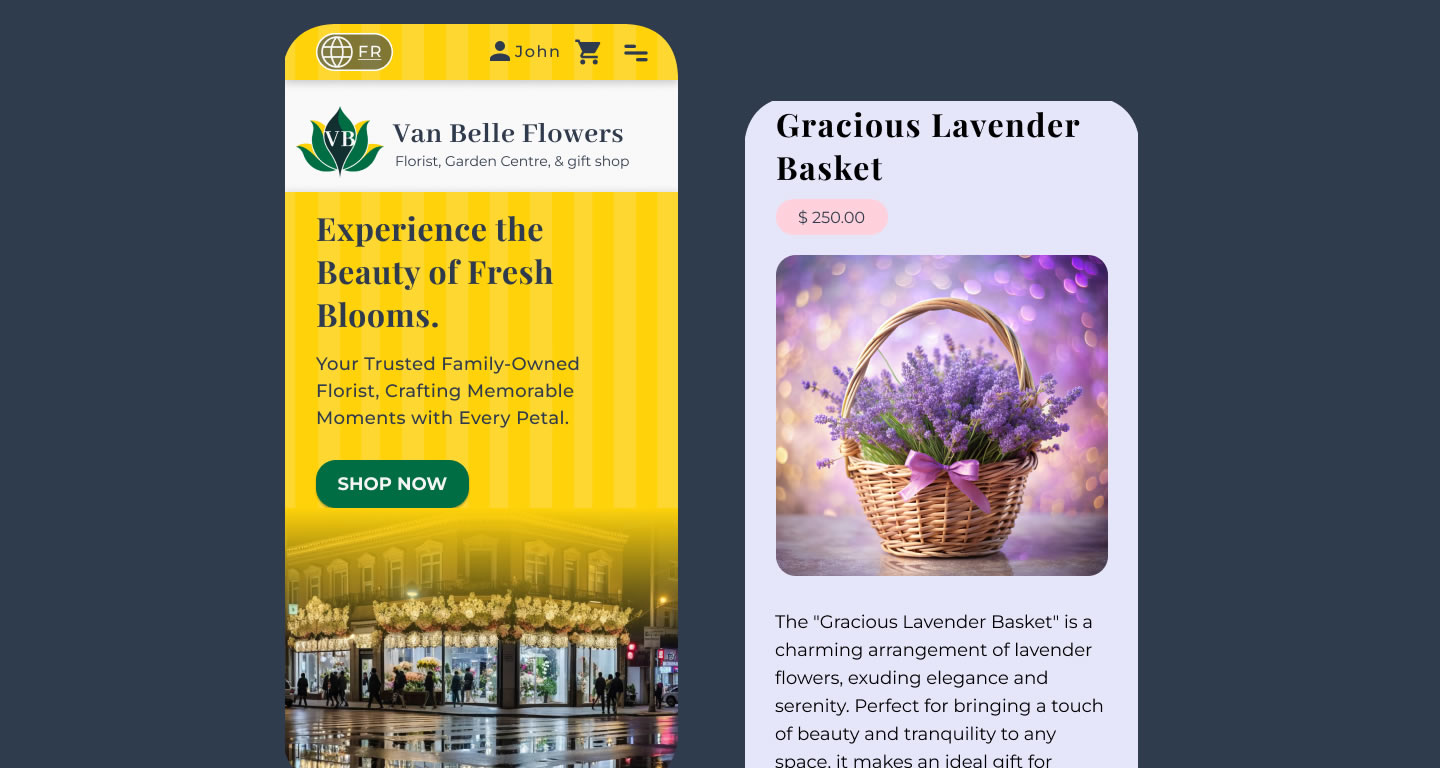 FR
John
VB
Van Belle Flowers
Florist, Garden Centre, & gift shop
Experience the
Beauty of Fresh
Blooms.
Your Trusted Family-Owned
Florist, Crafting Memorable
Moments with Every Petal.
SHOP NOW
Gracious Lavender
Basket
$ 250.00
The "Gracious Lavender Basket" is a
charming arrangement of lavender
flowers, exuding elegance and
serenity. Perfect for bringing a touch
of beauty and tranquility to any
space, it makes an ideal gift for